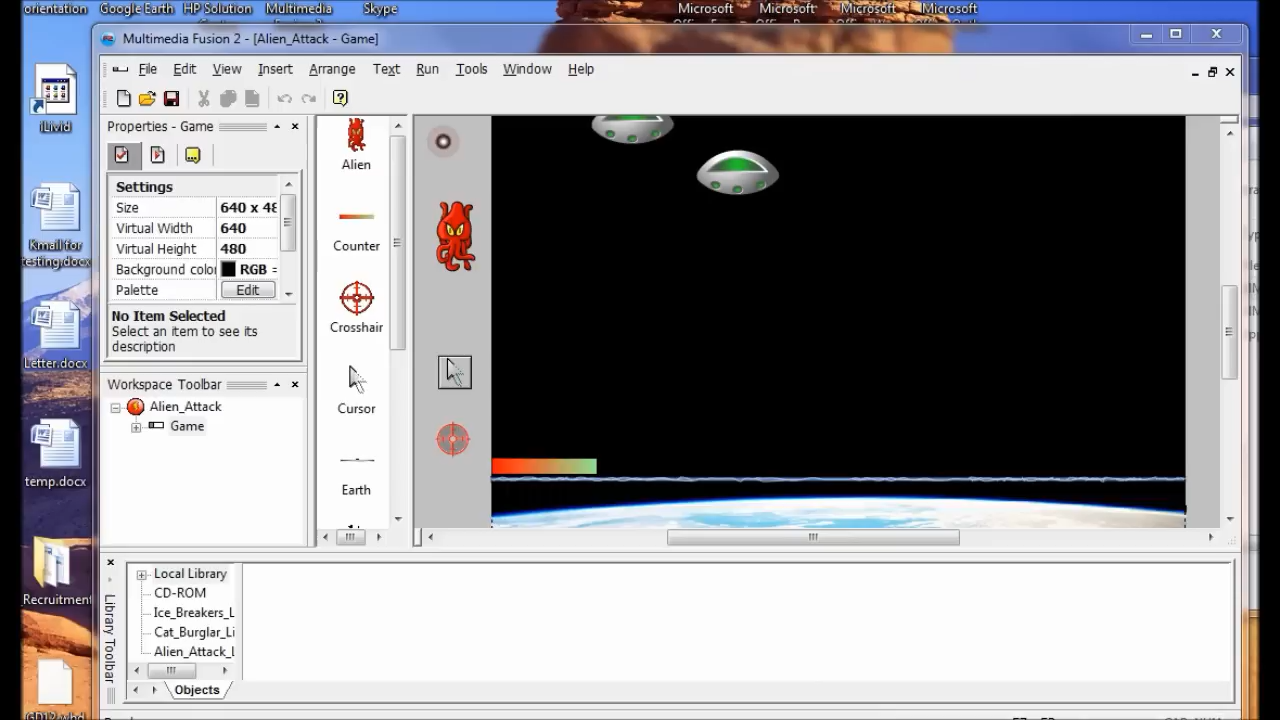 orientation Google Earth HP Solution Multimedia Skype Microsoft Microsoft Microsoft Microsoft
Multimedia Fusion 2 - [Alien_Attack - Game]
File Edit View Insert Arrange Text Run Tools Window Help
Properties - Game
Settings
Size 640 x 48
Virtual Width 640
Virtual Height 480
Background color RGB =
Palette Edit
No Item Selected
Select an item to see its
description
Workspace Toolbar
Alien_Attack
Game
Alien
Counter
Crosshair
Cursor
Earth
iLivid
Kmail for
testing.docx
Letter.docx
temp.docx
Recruitment
Library Toolbar
Local Library
CD-ROM
Ice_Breakers_L
Cat_Burglar_Li
Alien_Attack_L
Objects